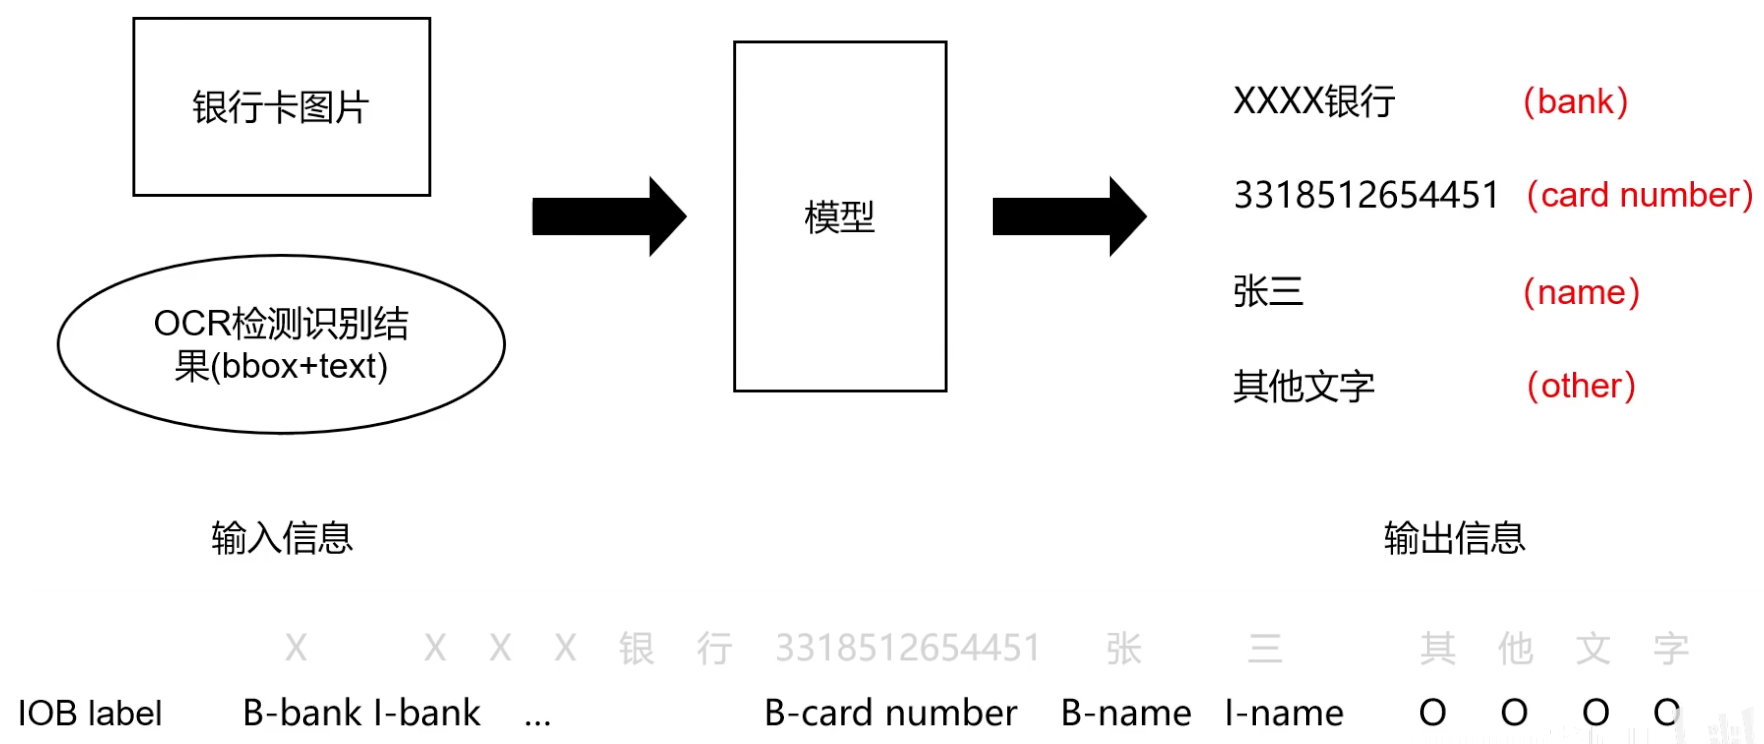 银行卡图片
OCR检测识别结
果(bbox+text)
模型
XXXX银行 (bank)
3318512654451 (card number)
张三 (name)
其他文字 (other)
输入信息
输出信息
X X X X 银 行 3318512654451 张 三 其 他 文 字
IOB label B-bank I-bank ... B-card number B-name I-name O O O O